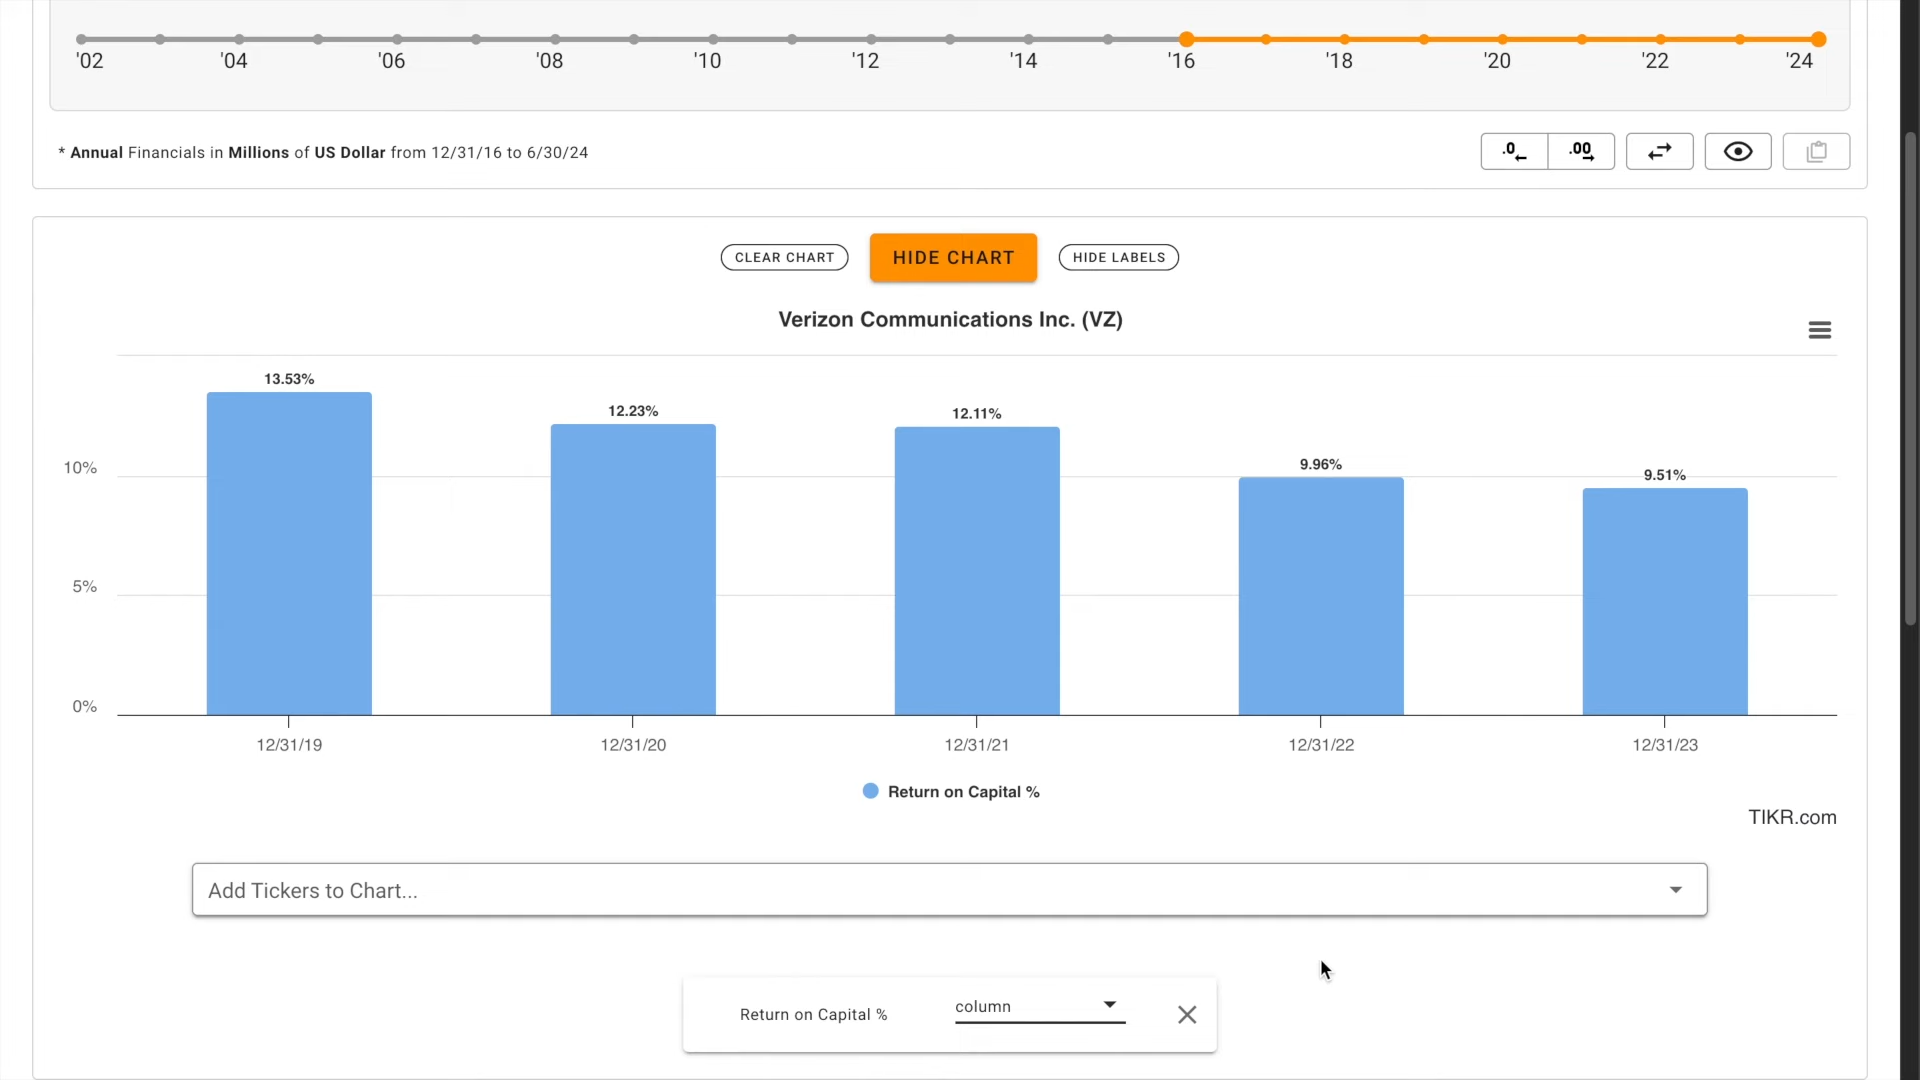 '02 '04 '06 '08 '10 '12 '14 '16 '18 '20 '22 '24
* Annual Financials in Millions of US Dollar from 12/31/16 to 6/30/24
.0 .00
CLEAR CHART HIDE CHART HIDE LABELS
Verizon Communications Inc. (VZ)
13.53% 12.23% 12.11% 9.96% 9.51%
10%
5%
0%
12/31/19 12/31/20 12/31/21 12/31/22 12/31/23
Return on Capital %
TIKR.com
Add Tickers to Chart...
Return on Capital % column